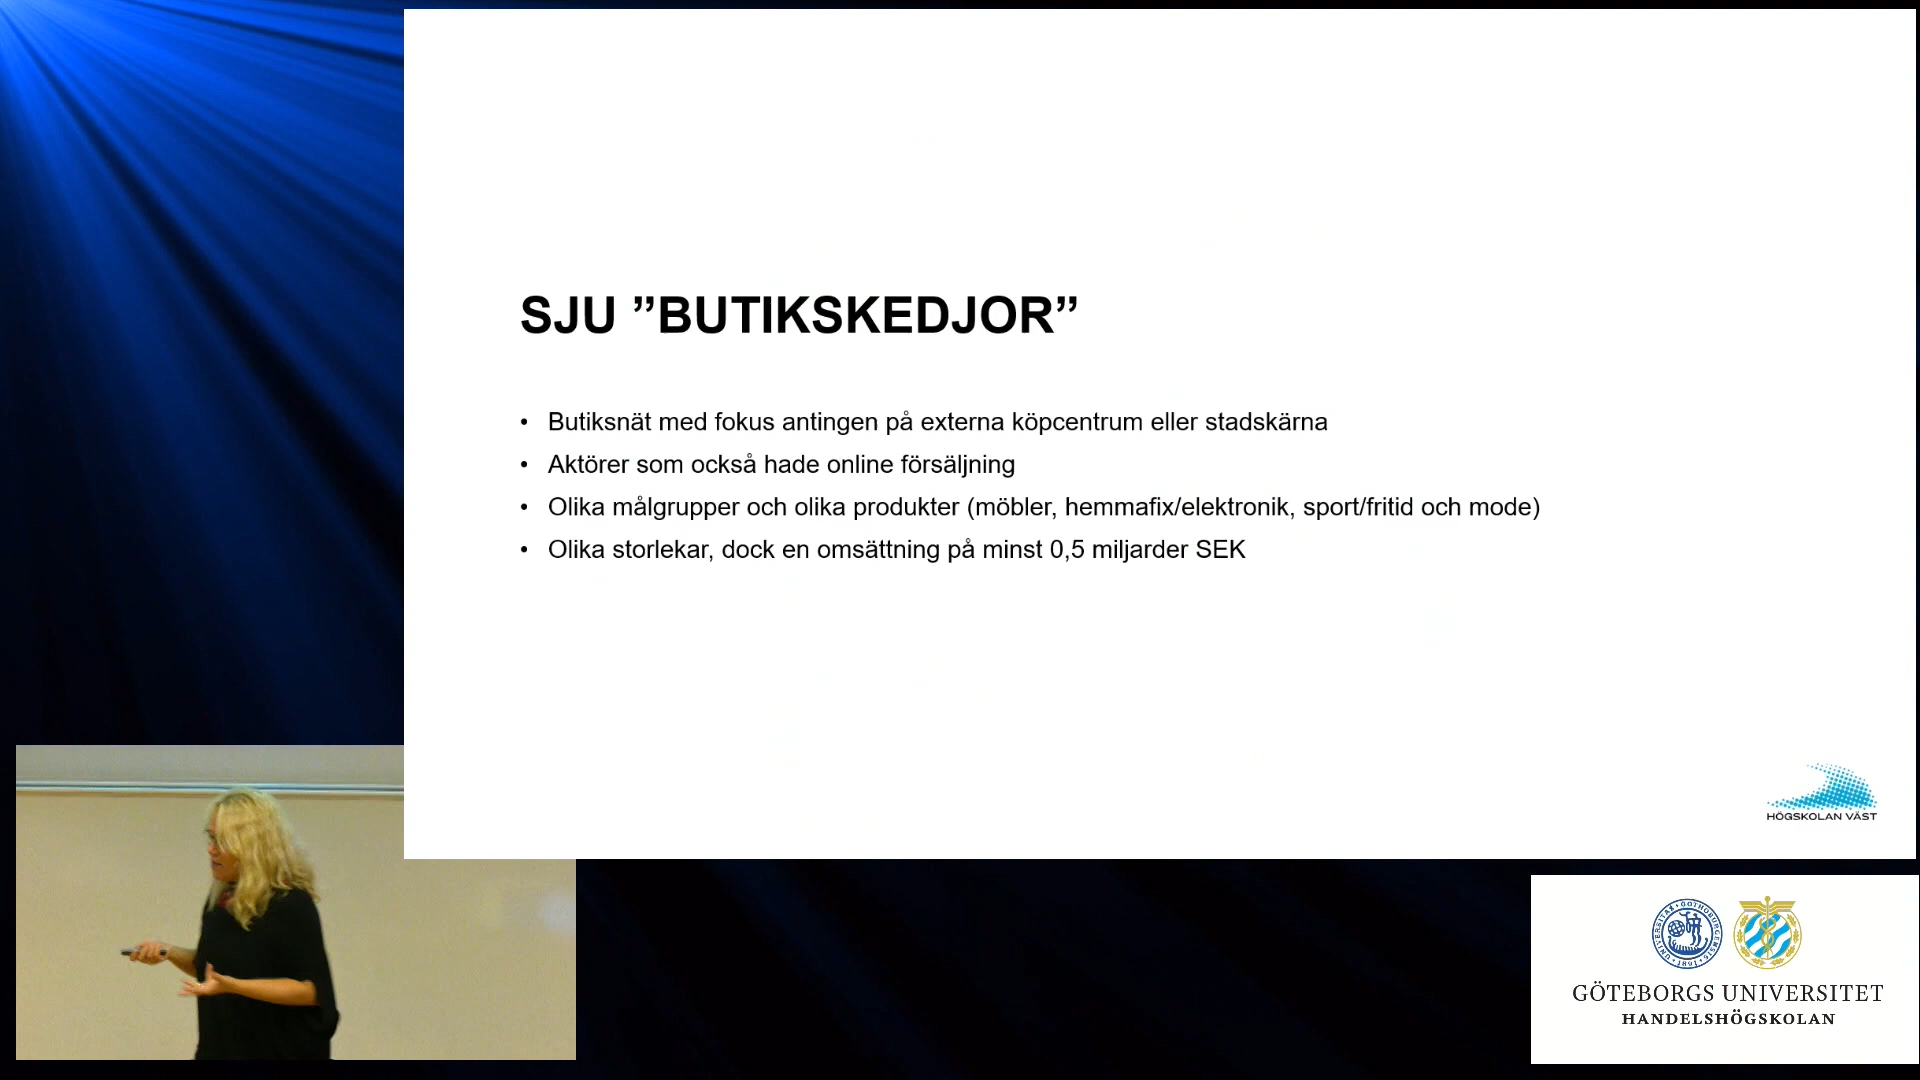 SJU ”BUTIKSKEDJOR”
• Butiksnät med fokus antingen på externa köpcentrum eller stadskärna
• Aktörer som också hade online försäljning
• Olika målgrupper och olika produkter (möbler, hemmafix/elektronik, sport/fritid och mode)
• Olika storlekar, dock en omsättning på minst 0,5 miljarder SEK
HÖGSKOLAN VÄST
GÖTEBORGS UNIVERSITET
HANDELSHÖGSKOLAN